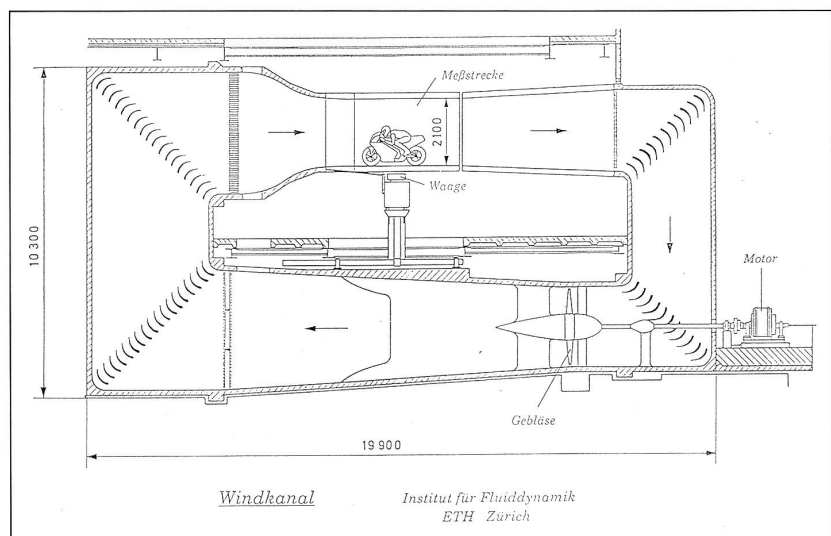 Meßstrecke
2100
Waage
10300
Motor
Gebläse
19900
Windkanal
Institut für Fluiddynamik
ETH Zürich